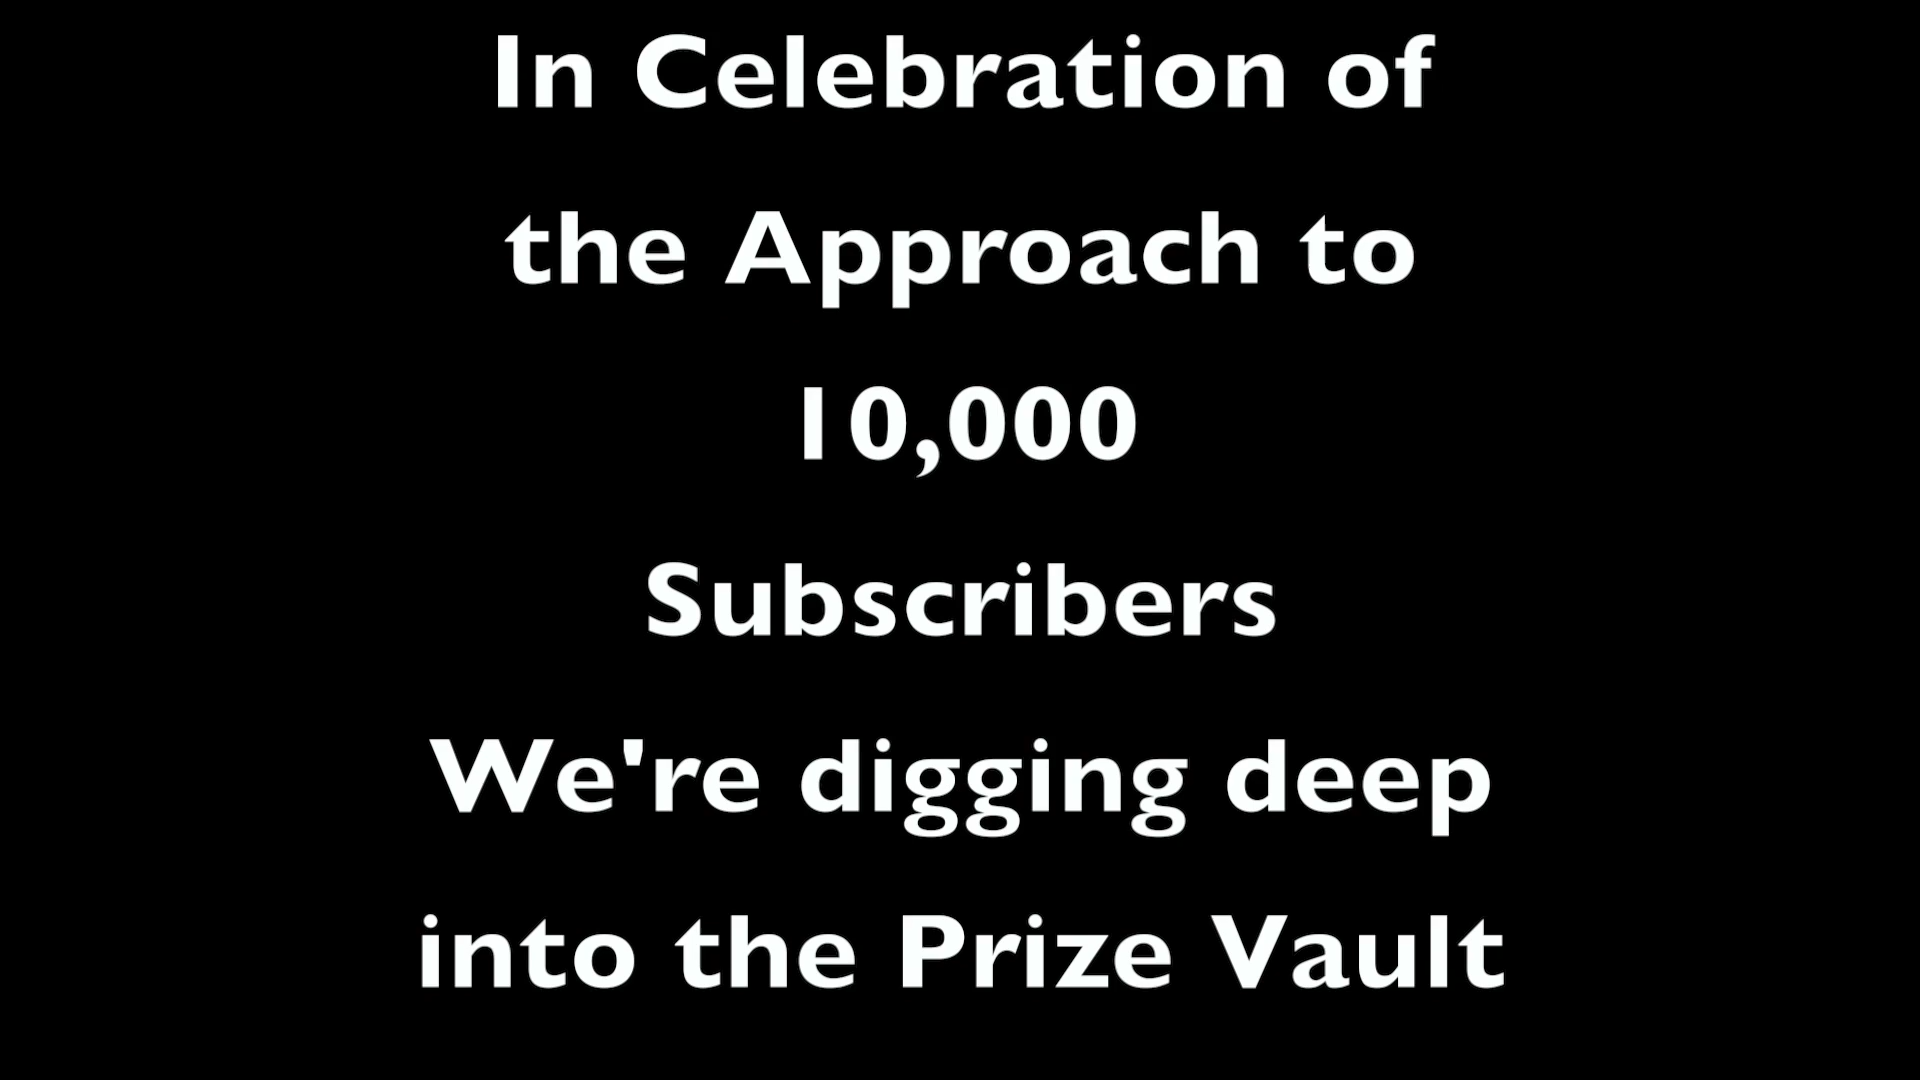 In Celebration of
the Approach to
10,000
Subscribers
We're digging deep
into the Prize Vault